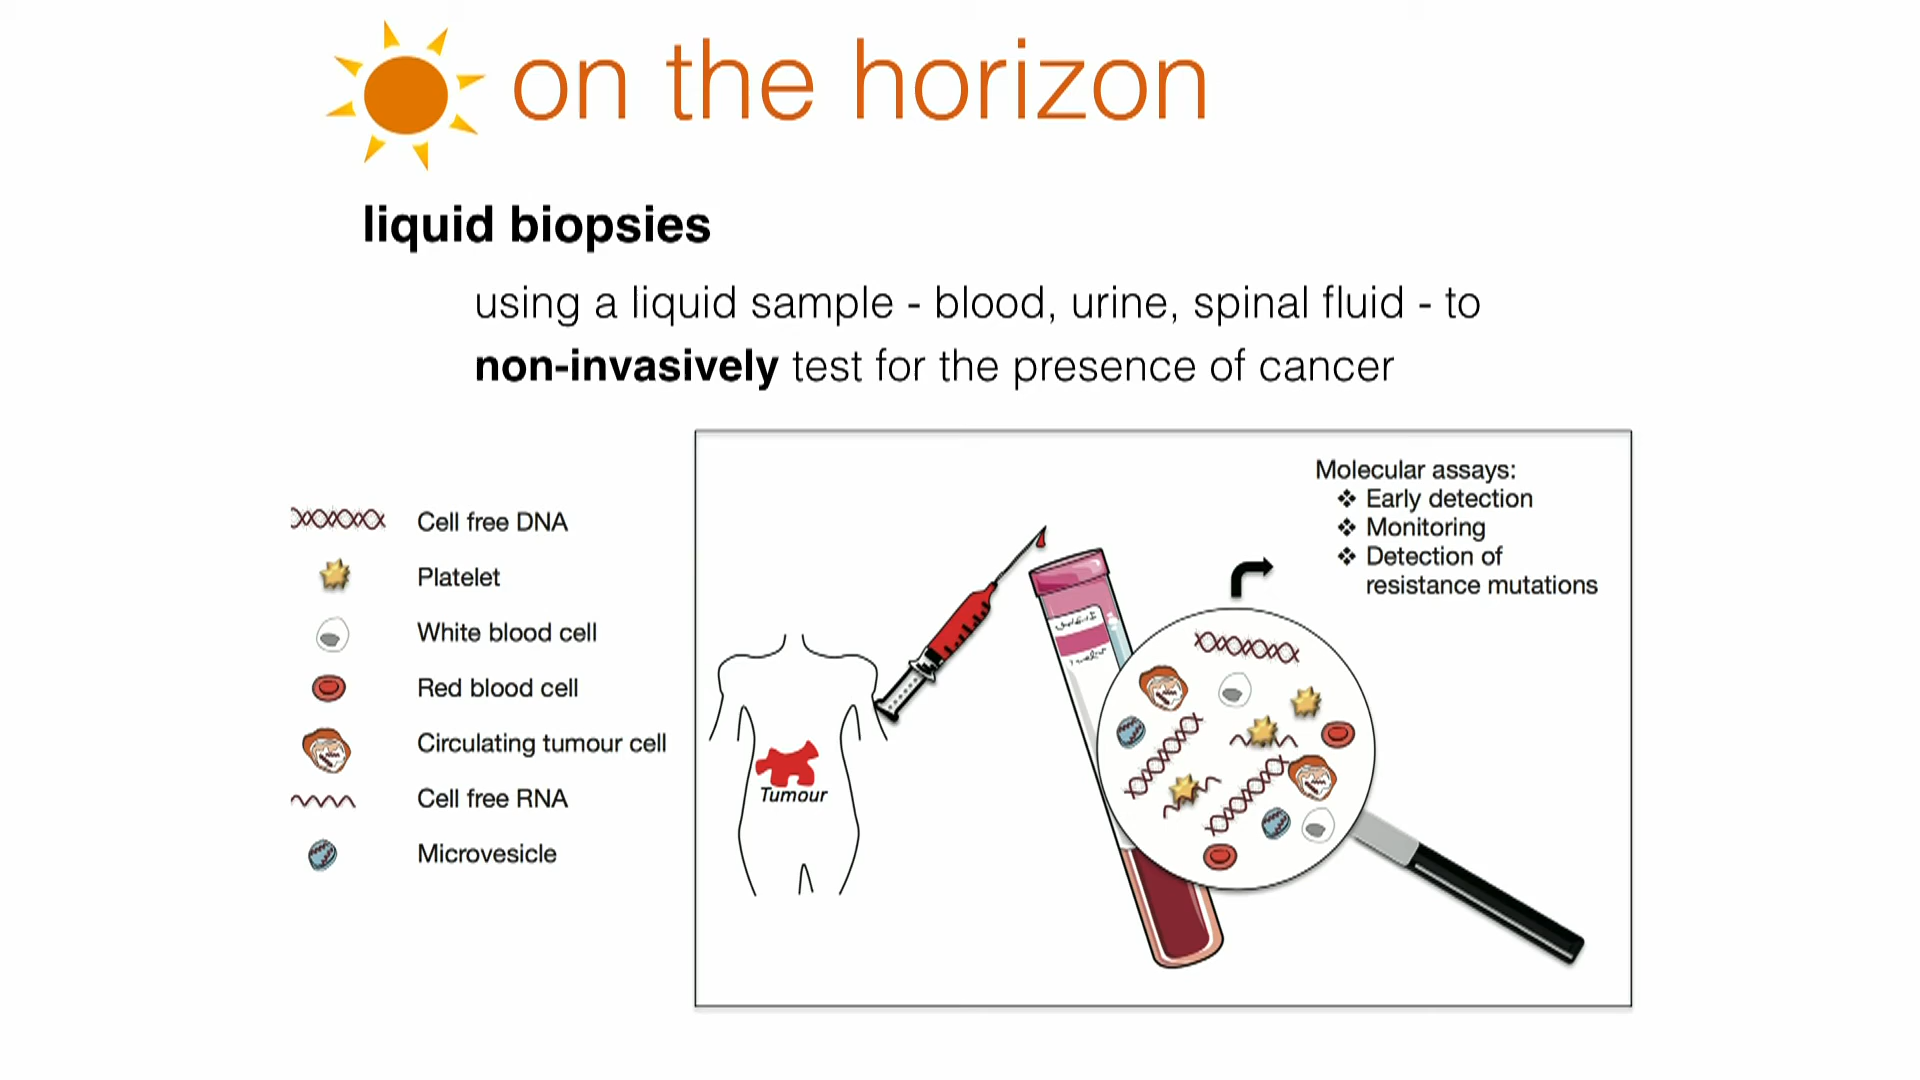 on the horizon
liquid biopsies
using a liquid sample - blood, urine, spinal fluid - to
non-invasively test for the presence of cancer
Cell free DNA
Platelet
White blood cell
Red blood cell
Circulating tumour cell
Cell free RNA
Microvesicle
Tumour
Molecular assays:
❖ Early detection
❖ Monitoring
❖ Detection of
resistance mutations